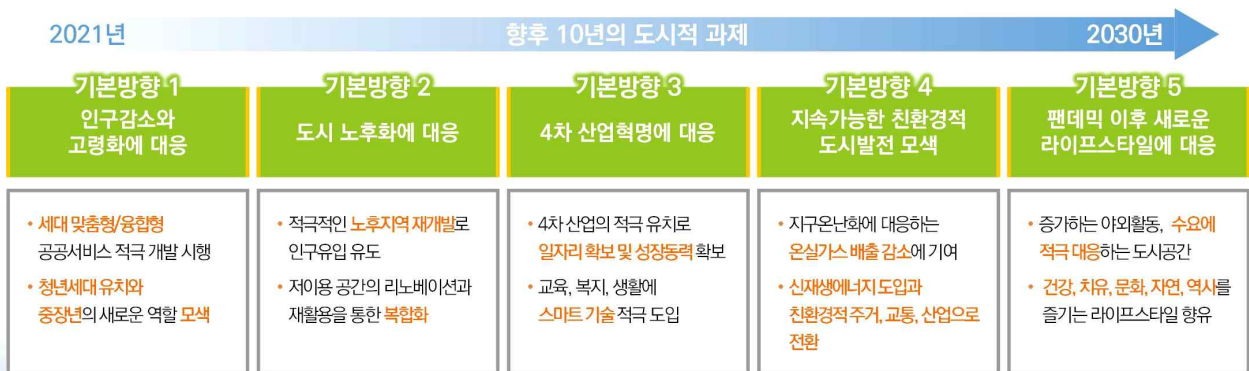 2021년 향후 10년의 도시적 과제 2030년
기본방향 1
인구감소와
고령화에 대응
• 세대 맞춤형/융합형
공공서비스 적극 개발 시행
• 청년세대 유치와
중장년의 새로운 역할 모색
기본방향 2
도시 노후화에 대응
• 적극적인 노후지역 재개발로
인구유입 유도
• 저이용 공간의 리노베이션과
재활용을 통한 복합화
기본방향 3
4차 산업혁명에 대응
• 4차 산업의 적극 유치로
일자리 확보 및 성장동력 확보
• 교육, 복지, 생활에
스마트 기술 적극 도입
기본방향 4
지속가능한 친환경적
도시발전 모색
• 지구온난화에 대응하는
온실가스 배출 감소에 기여
• 신재생에너지 도입과
친환경적 주거, 교통, 산업으로
전환
기본방향 5
팬데믹 이후 새로운
라이프스타일에 대응
• 증가하는 야외활동, 수요에
적극 대응하는 도시공간
• 건강, 치유, 문화, 자연, 역사를
즐기는 라이프스타일 향유